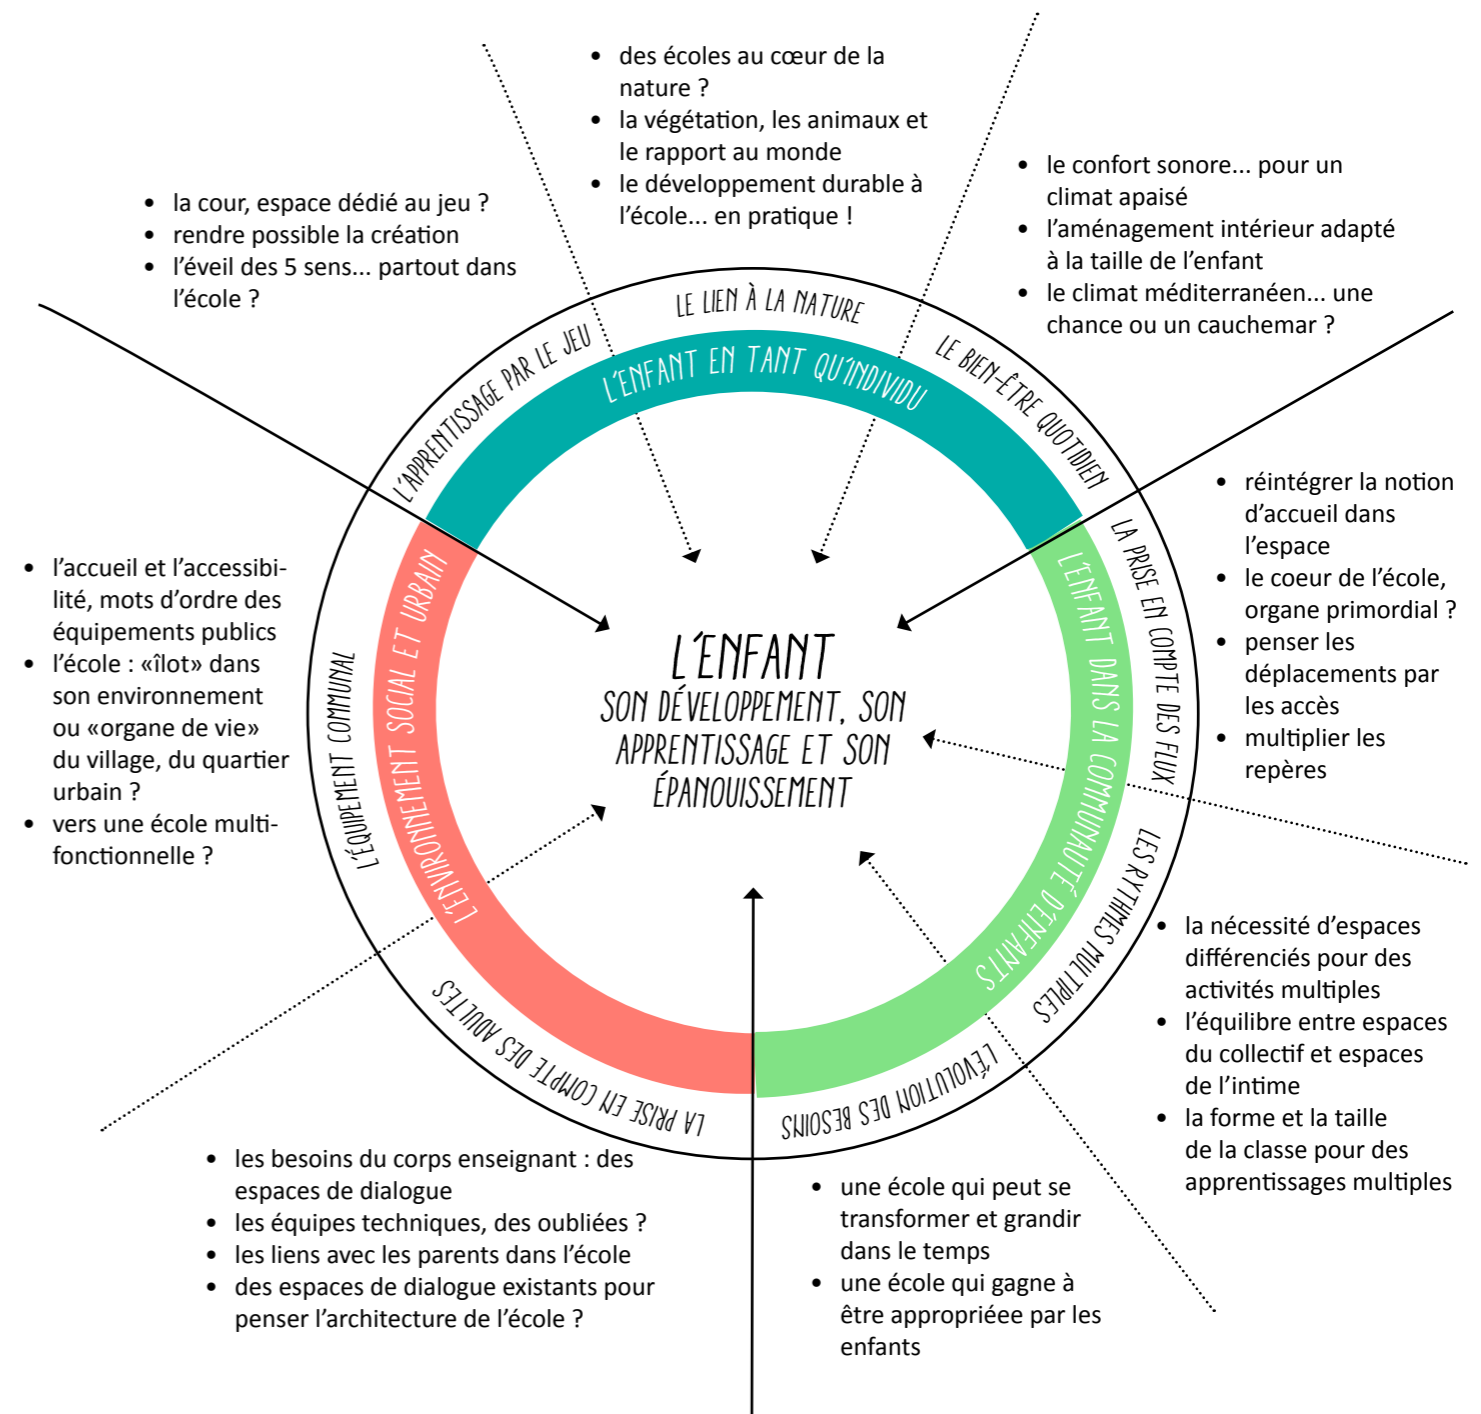 • des écoles au cœur de la
nature ?
• la végétation, les animaux et
le rapport au monde
• le développement durable à
l’école... en pratique !
• le confort sonore... pour un
climat apaisé
• l’aménagement intérieur adapté
à la taille de l’enfant
• le climat méditerranéen... une
chance ou un cauchemar ?
• la cour, espace dédié au jeu ?
• rendre possible la création
• l’éveil des 5 sens... partout dans
l’école ?
L'APPRENTISSAGE PAR LE JEU
LE LIEN À LA NATURE
LE BIEN-ÊTRE QUOTIDIEN
L'ENFANT EN TANT QU'INDIVIDU
• réintégrer la notion
d’accueil dans
l’espace
• le coeur de l’école,
organe primordial ?
• penser les
déplacements par
les accès
• multiplier les
repères
LA PRISE EN COMPTE DES FLUX
L'ENFANT DANS LA COMMUNAUTÉ D'ENFANTS
• l’accueil et l’accessibi-
lité, mots d’ordre des
équipements publics
• l’école : «îlot» dans
son environnement
ou «organe de vie»
du village, du quartier
urbain ?
• vers une école multi-
fonctionnelle ?
L'ÉQUIPEMENT COMMUNAL
L'ENVIRONNEMENT SOCIAL ET URBAIN
L'ENFANT
SON DÉVELOPPEMENT, SON
APPRENTISSAGE ET SON
ÉPANOUISSEMENT
LES RYTHMES MULTIPLES
• la nécessité d’espaces
différenciés pour des
activités multiples
• l’équilibre entre espaces
du collectif et espaces
de l’intime
• la forme et la taille
de la classe pour des
apprentissages multiples
LA PRISE EN COMPTE DES ADULTES
L'ÉVOLUTION DES BESOINS
• les besoins du corps enseignant : des
espaces de dialogue
• les équipes techniques, des oubliées ?
• les liens avec les parents dans l’école
• des espaces de dialogue existants pour
penser l’architecture de l’école ?
• une école qui peut se
transformer et grandir
dans le temps
• une école qui gagne à
être appropriéee par les
enfants